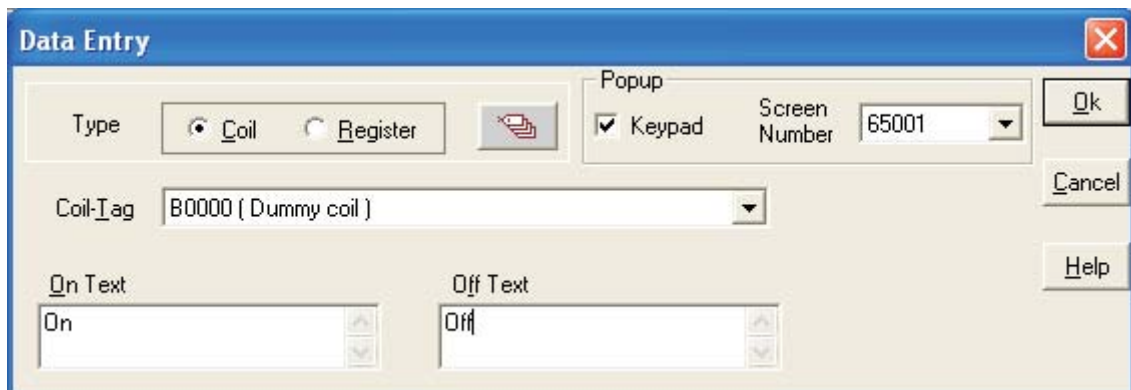 Data Entry
Popup
Type
Coil
Register
Keypad
Screen
Number
65001
Ok
Coil-Tag
B0000 ( Dummy coil )
Cancel
On Text
Off Text
Help
On
Off